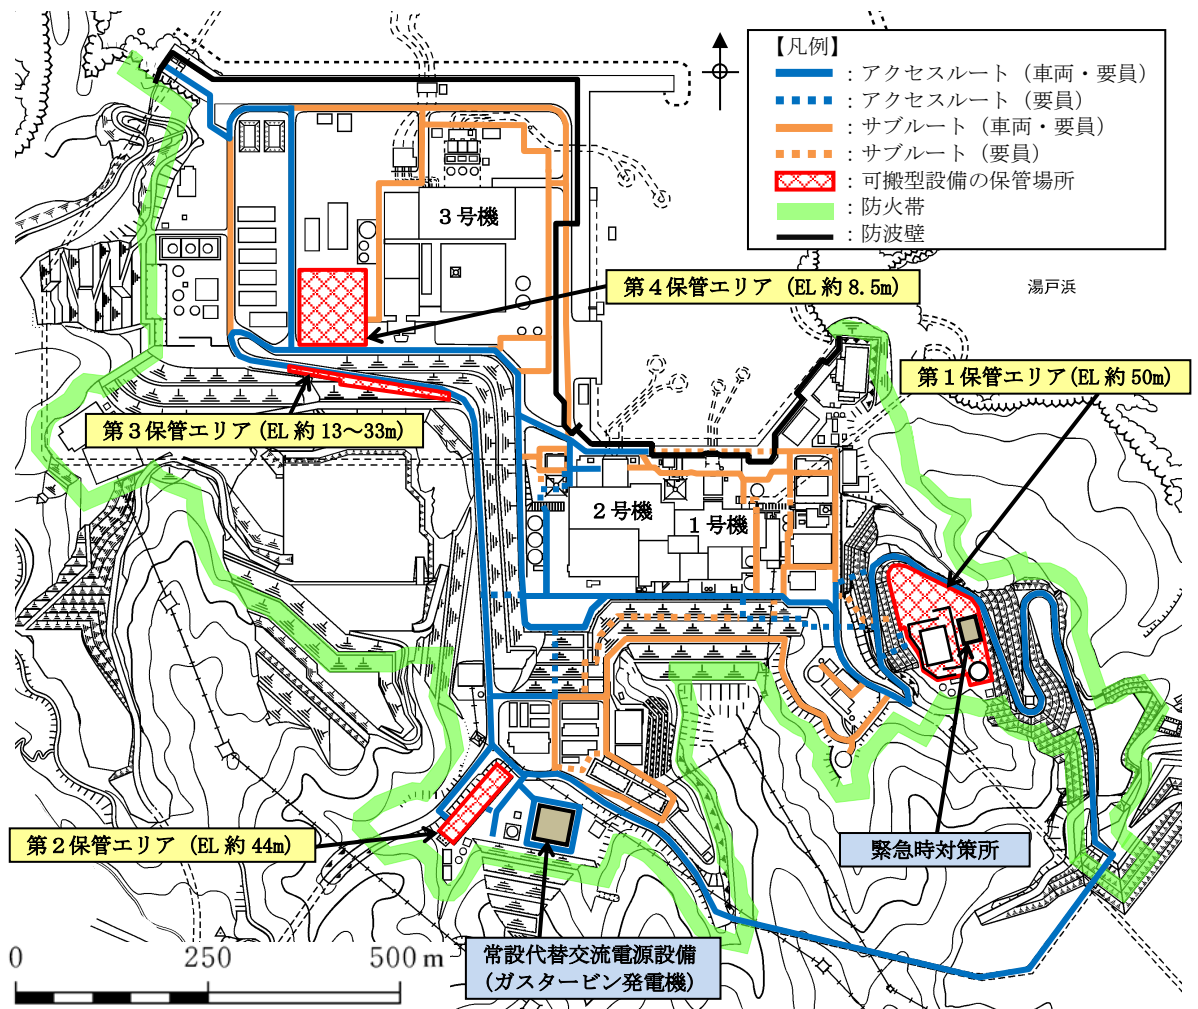 【凡例】
：アクセスルート（車両・要員）
：アクセスルート（要員）
：サブルート（車両・要員）
：サブルート（要員）
：可搬型設備の保管場所
：防火帯
：防波壁
3号機
第４保管エリア（EL 約 8.5m）
湯戸浜
第１保管エリア(EL 約 50m)
第３保管エリア(EL 約 13～33m)
２号機
１号機
第２保管エリア（EL 約 44m）
緊急時対策所
常設代替交流電源設備
(ガスタービン発電機)
0 250 500 m